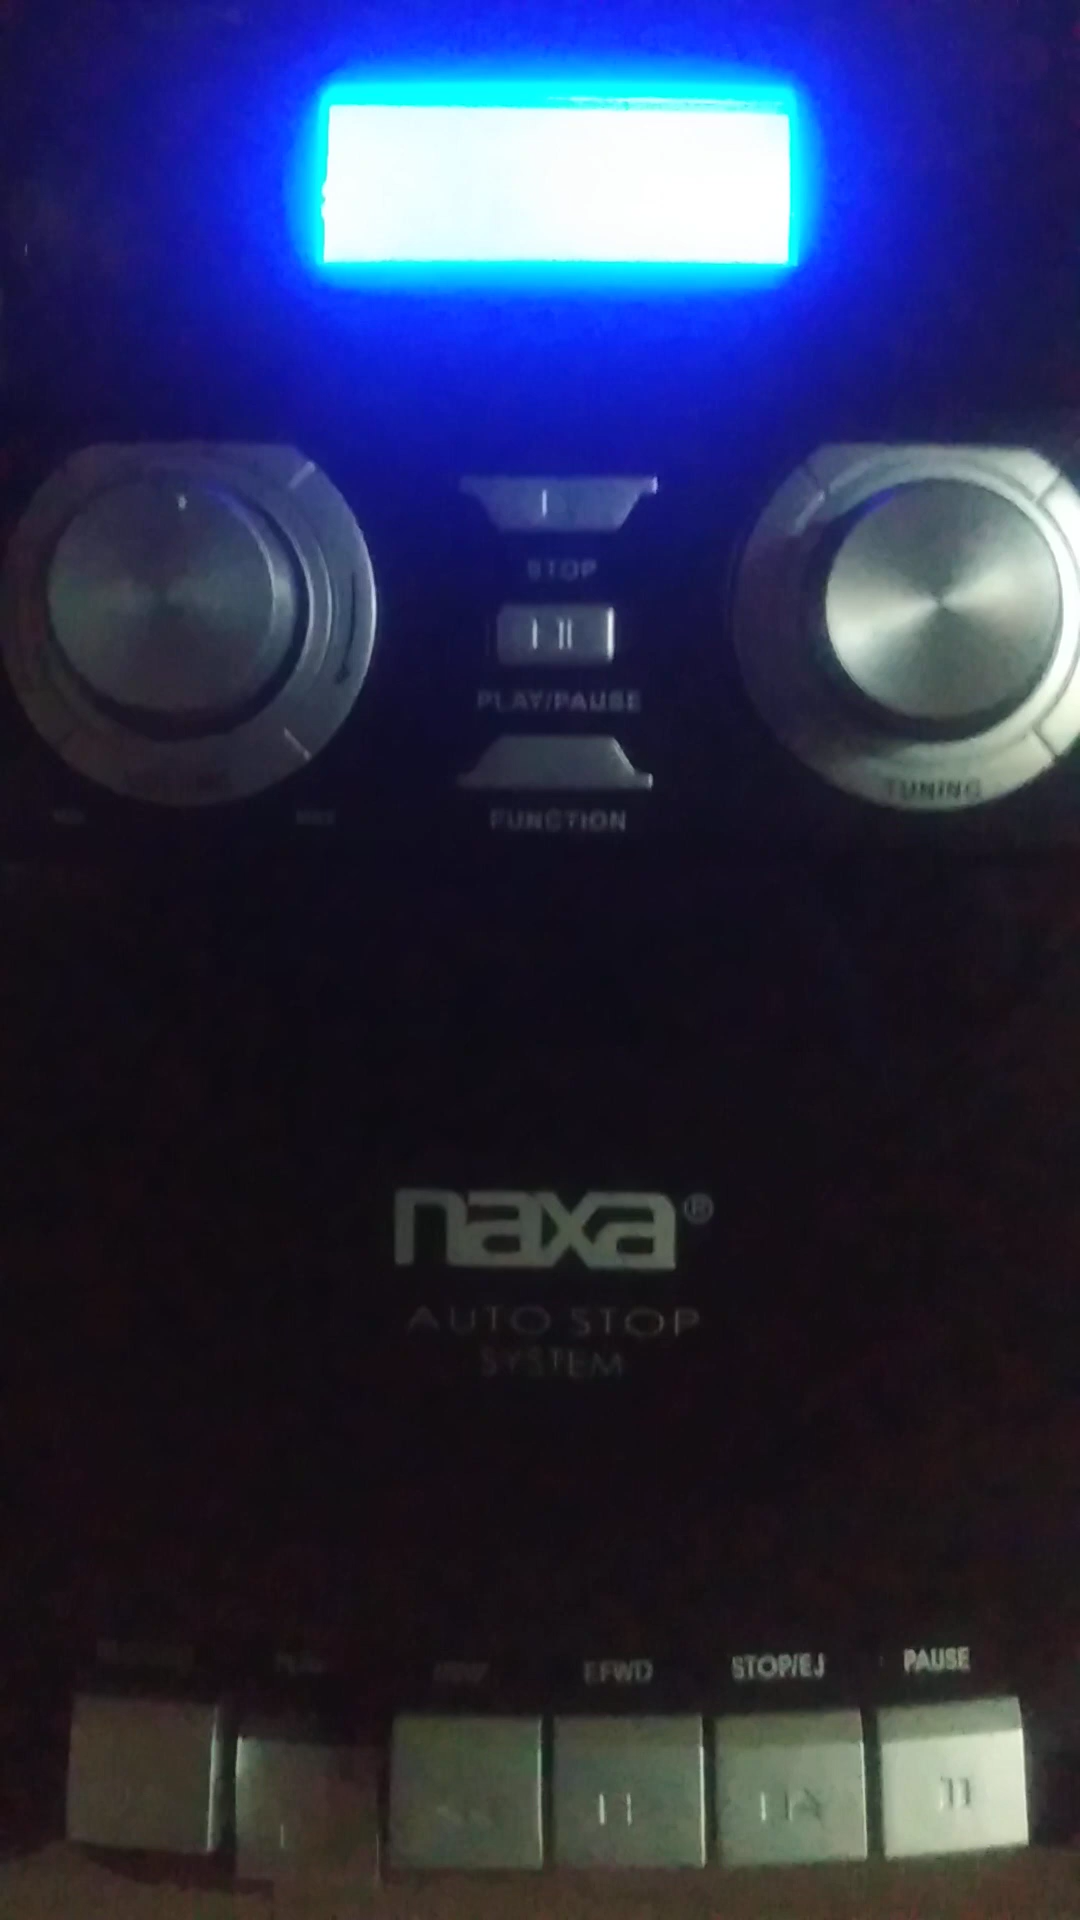 STOP
PLAY/PAUSE
FUNCTION
TUNING
naxa®
AUTO STOP
SYSTEM
F.FWD STOP/EJ PAUSE